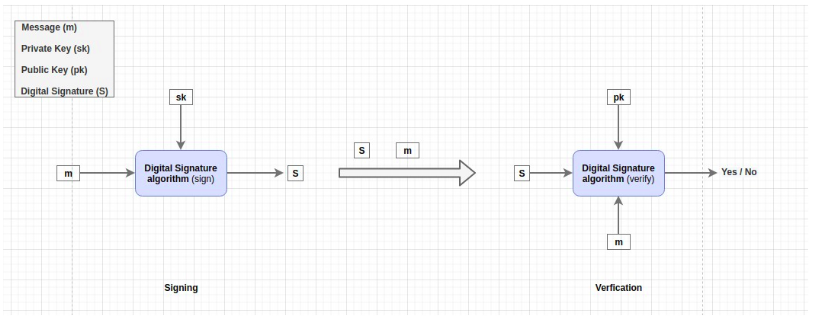 Message (m)
Private Key (sk)
Public Key (pk)
Digital Signature (S)
sk
m
Digital Signature
algorithm (sign)
S
S
m
pk
S
Digital Signature
algorithm (verify)
Yes / No
m
Signing
Verfication